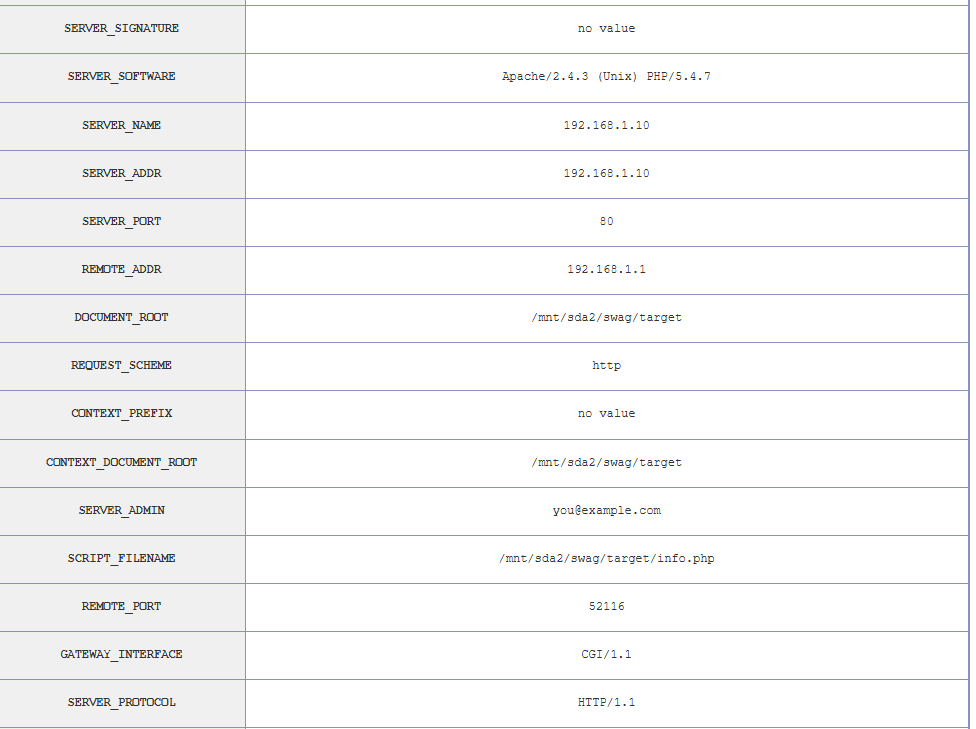 SERVER_SIGNATURE no value
SERVER_SOFTWARE Apache/2.4.3 (Unix) PHP/5.4.7
SERVER_NAME 192.168.1.10
SERVER_ADDR 192.168.1.10
SERVER_PORT 80
REMOTE_ADDR 192.168.1.1
DOCUMENT_ROOT /mnt/sda2/swag/target
REQUEST_SCHEME http
CONTEXT_PREFIX no value
CONTEXT_DOCUMENT_ROOT /mnt/sda2/swag/target
SERVER_ADMIN you@example.com
SCRIPT_FILENAME /mnt/sda2/swag/target/info.php
REMOTE_PORT 52116
GATEWAY_INTERFACE CGI/1.1
SERVER_PROTOCOL HTTP/1.1